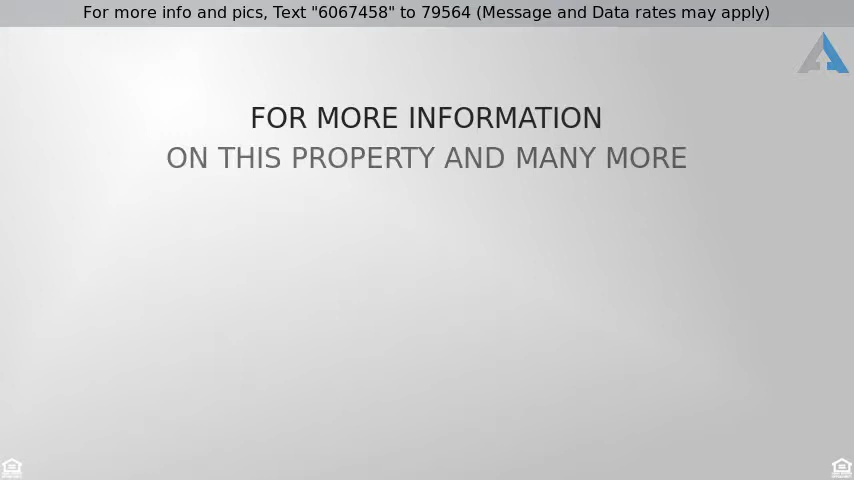 For more info and pics, Text "6067458" to 79564 (Message and Data rates may apply)
FOR MORE INFORMATION
ON THIS PROPERTY AND MANY MORE